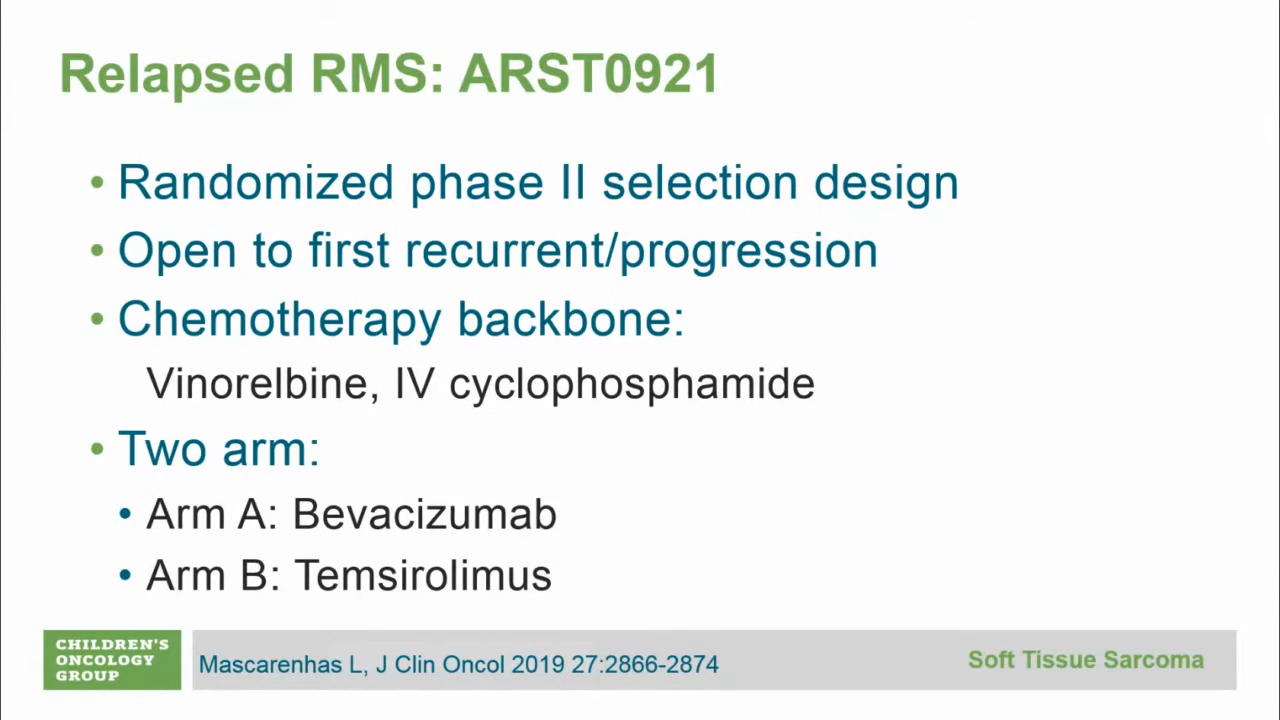 Relapsed RMS: ARST0921
• Randomized phase II selection design
• Open to first recurrent/progression
• Chemotherapy backbone:
Vinorelbine, IV cyclophosphamide
• Two arm:
• Arm A: Bevacizumab
• Arm B: Temsirolimus
CHILDREN'S
ONCOLOGY
GROUP
Mascarenhas L, J Clin Oncol 2019 27:2866-2874
Soft Tissue Sarcoma